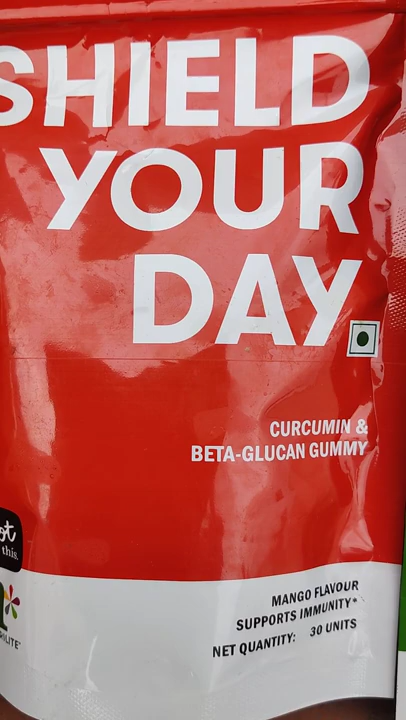 SHIELD
YOUR
DAY
CURCUMIN &
BETA-GLUCAN GUMMY
this.
MANGO FLAVOUR
SUPPORTS IMMUNITY*
NET QUANTITY: 30 UNITS